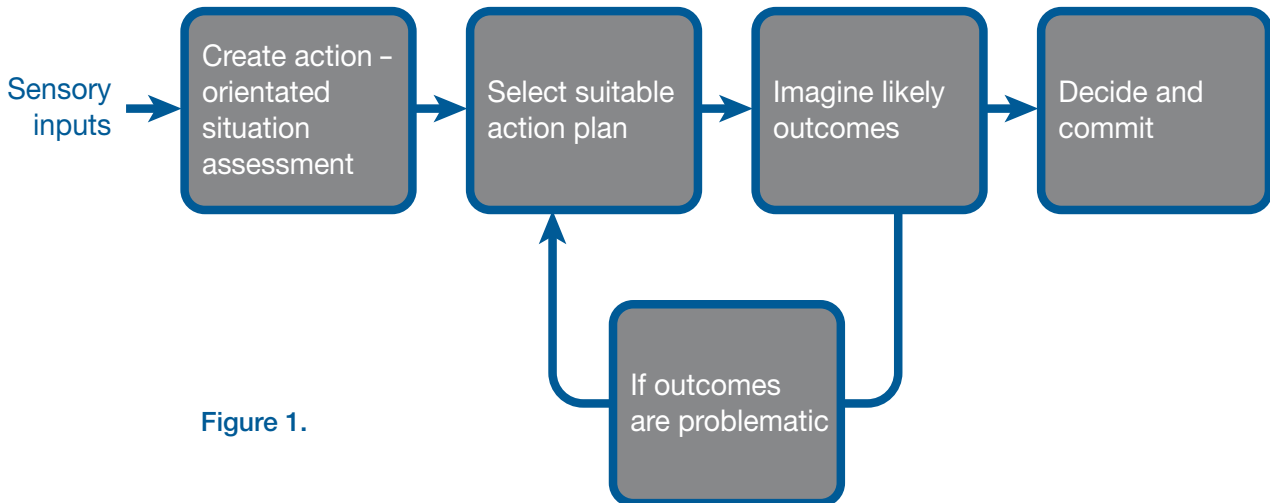 Sensory
inputs
Create action –
orientated
situation
assessment
Select suitable
action plan
Imagine likely
outcomes
Decide and
commit
If outcomes
are problematic
Figure 1.